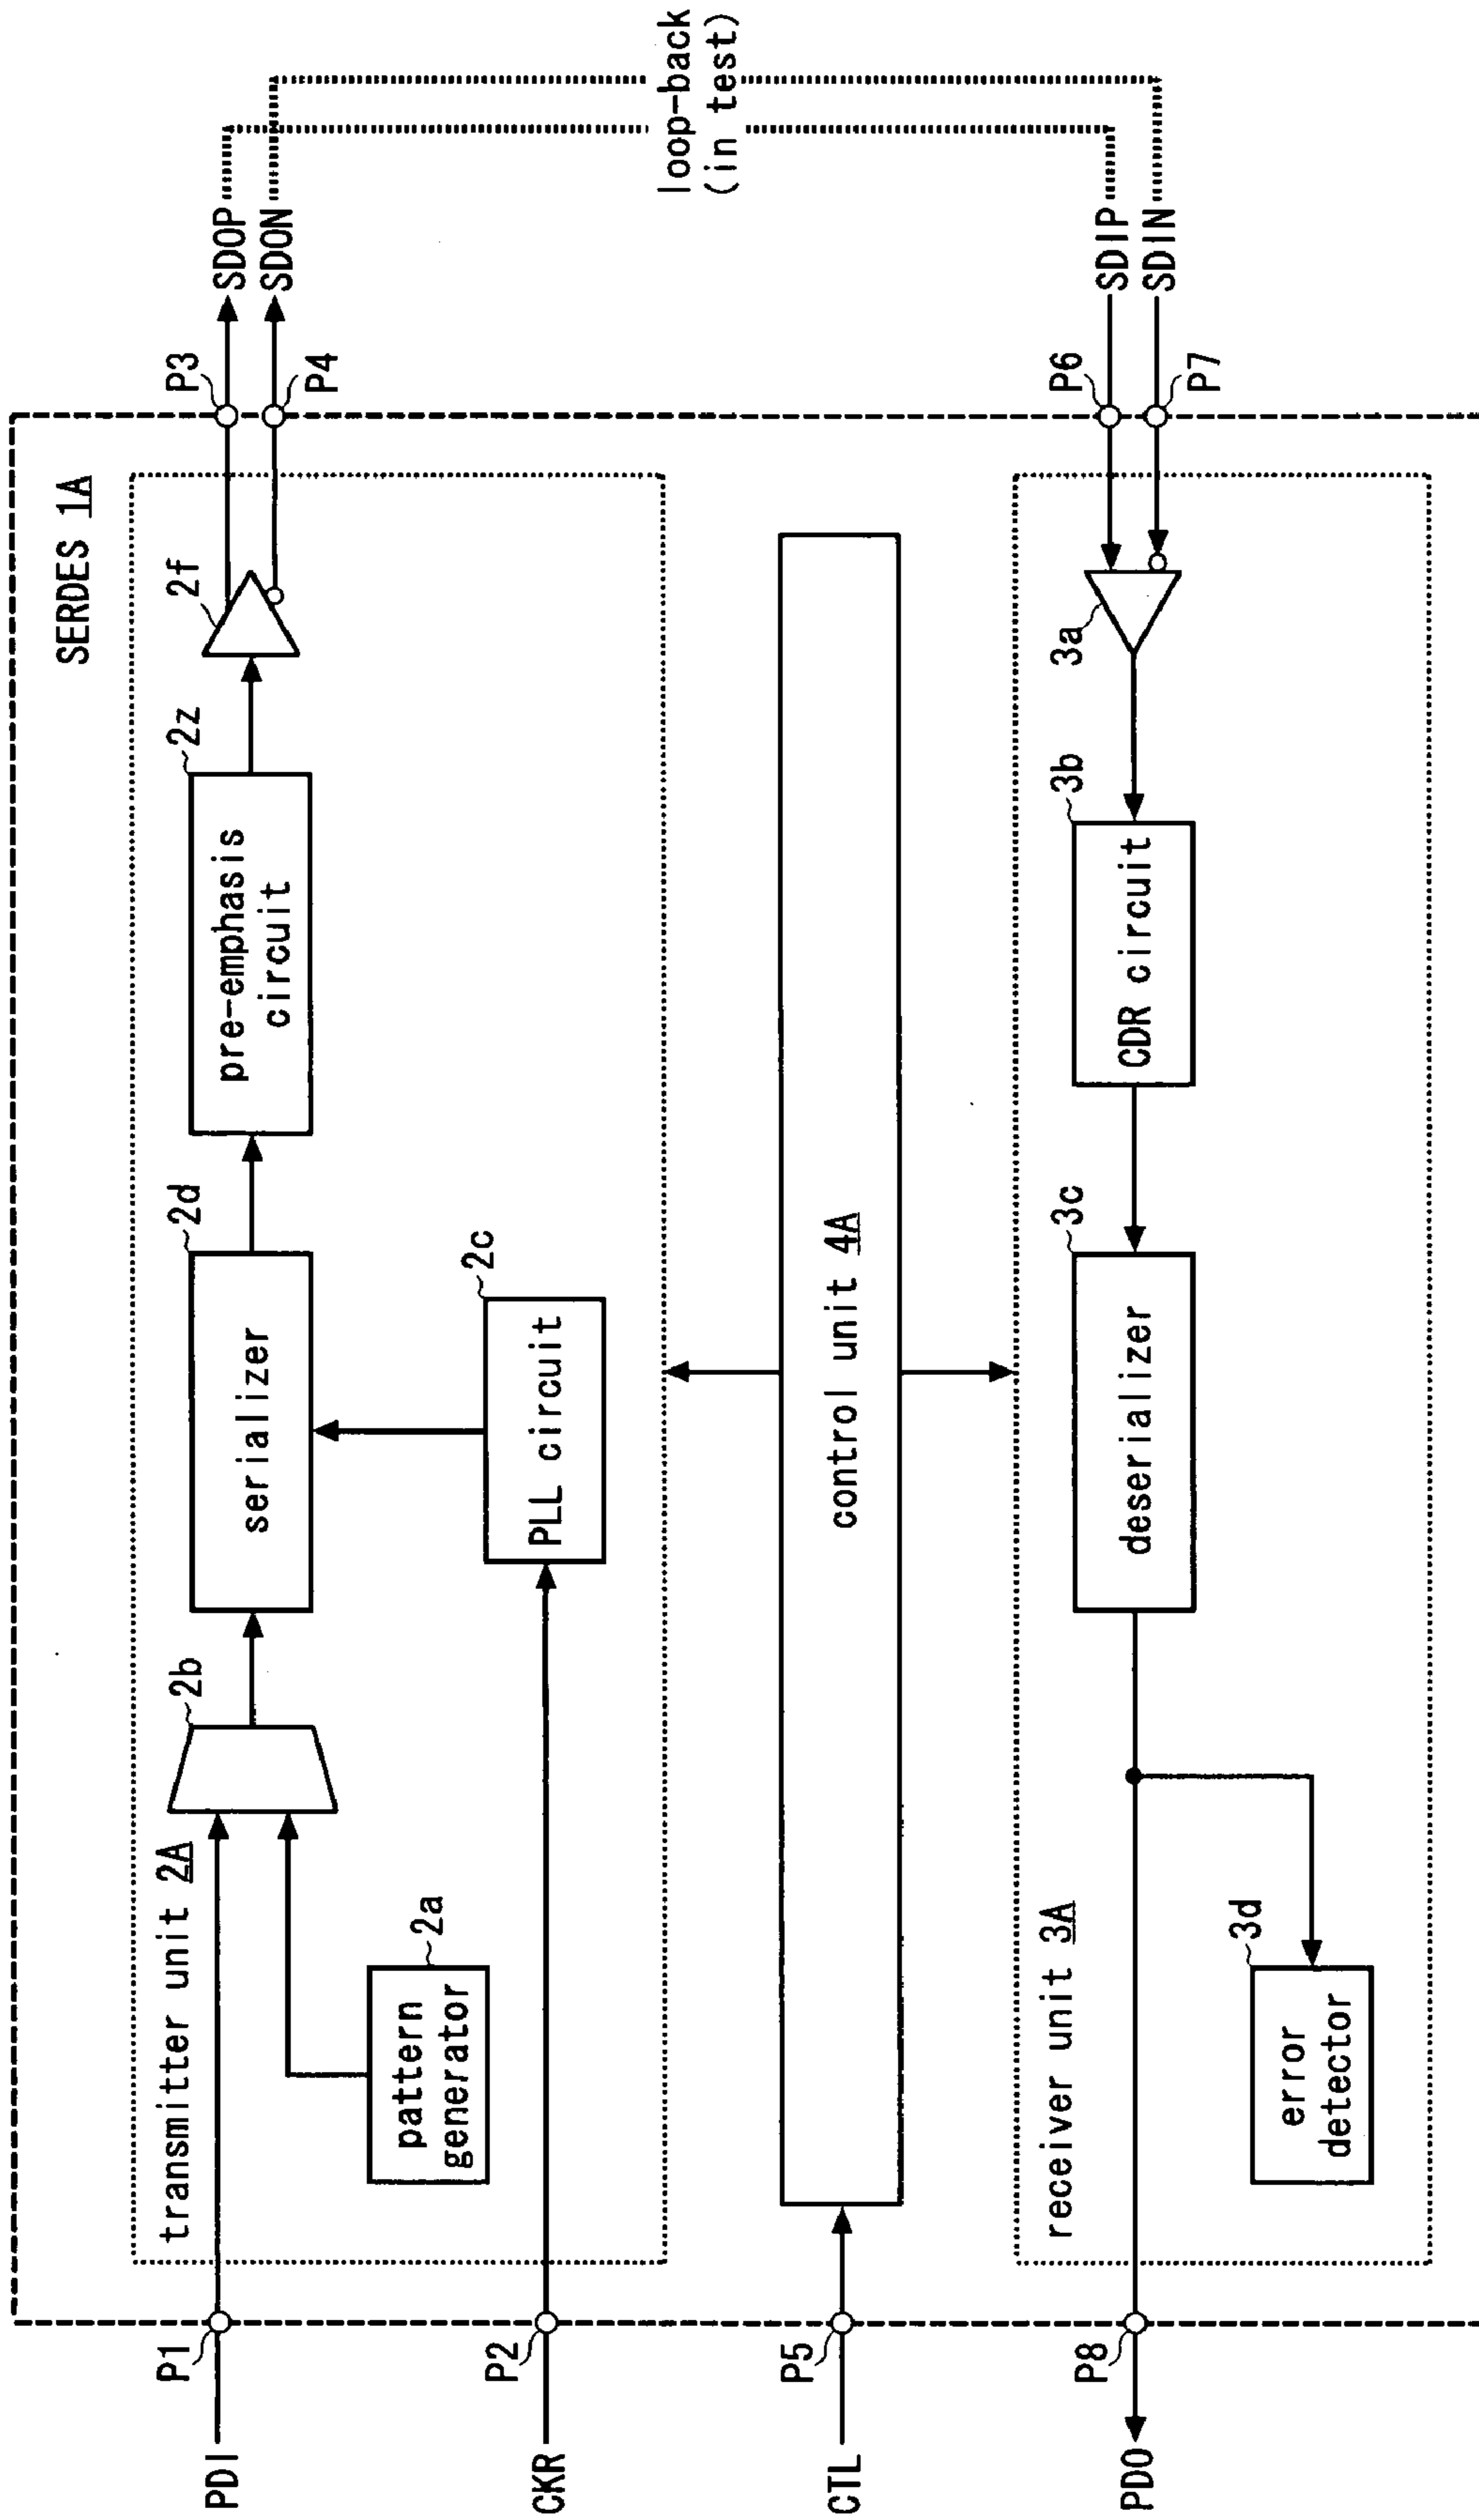 SERDES 1A
transmitter unit 2A
PDI
P1
2b
serializer
2d
pre-emphasis
circuit
2z
2f
P3
SDOP
SDON
P4
pattern
generator
2a
CKR
P2
PLL circuit
2c
loop-back
(in test)
CTL
P5
control unit 4A
receiver unit 3A
PDO
P8
error
detector
3d
deserializer
3c
CDR circuit
3b
3a
P6
SDIP
SDIN
P7